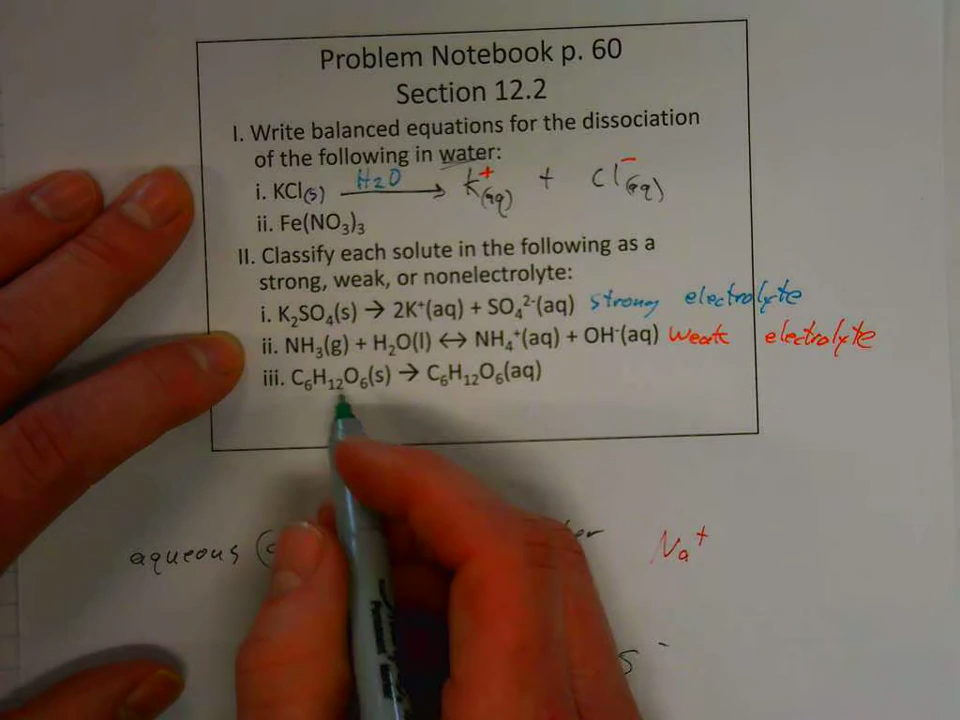 Problem Notebook p. 60
Section 12.2
I. Write balanced equations for the dissociation
of the following in water:
i. KCl(s) H2O → K+(aq) + Cl-(aq)
ii. Fe(NO₃)₃
II. Classify each solute in the following as a
strong, weak, or nonelectrolyte:
i. K₂SO₄(s) → 2K⁺(aq) + SO₄²⁻(aq) strong electrolyte
ii. NH₃(g) + H₂O(l) ↔ NH₄⁺(aq) + OH⁻(aq) weak electrolyte
iii. C₆H₁₂O₆(s) → C₆H₁₂O₆(aq)
aqueous Na+